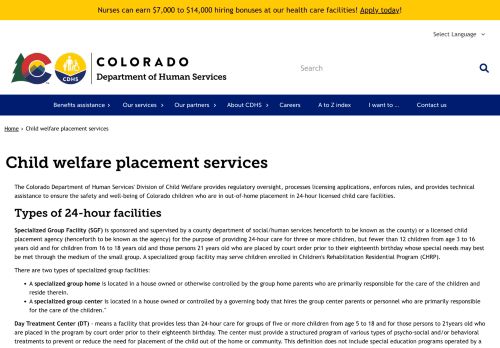 Nurses can earn $7,000 to $14,000 hiring bonuses at our health care facilities! Apply today!
Select Language
COLORADO
Department of Human Services
CDHS
Search
Benefits assistance › Our services › Our partners › About CDHS › Careers A to Z index I want to ... Contact us
Home › Child welfare placement services
Child welfare placement services
The Colorado Department of Human Services' Division of Child Welfare provides regulatory oversight, processes licensing applications, enforces rules, and provides technical
assistance to ensure the safety and well-being of Colorado children who are in out-of-home placement in 24-hour licensed child care facilities.
Types of 24-hour facilities
Specialized Group Facility (SGF) is sponsored and supervised by a county department of social/human services henceforth to be known as the county) or a licensed child
placement agency (henceforth to be known as the agency) for the purpose of providing 24-hour care for three or more children, but fewer than 12 children from age 3 to 16
years old and for children from 16 to 18 years old and those persons 21 years old who are placed by court order prior to their eighteenth birthday whose special needs may best
be met through the medium of the small group. A specialized group facility may serve children enrolled in Children's Rehabilitation Residential Program (CHRP).
There are two types of specialized group facilities:
• A specialized group home is located in a house owned or otherwise controlled by the group home parents who are primarily responsible for the care of the children and
reside therein.
• A specialized group center is located in a house owned or controlled by a governing body that hires the group center parents or personnel who are primarily responsible
for the care of the children."
Day Treatment Center (DT) - means a facility that provides less than 24-hour care for groups of five or more children from age 5 to 18 and for those persons to 21years old who
are placed in the program by court order prior to their eighteenth birthday. The center must provide a structured program of various types of psycho-social and/or behavioral
treatments to prevent or reduce the need for placement of the child out of the home or community. This definition does not include special education programs operated by a